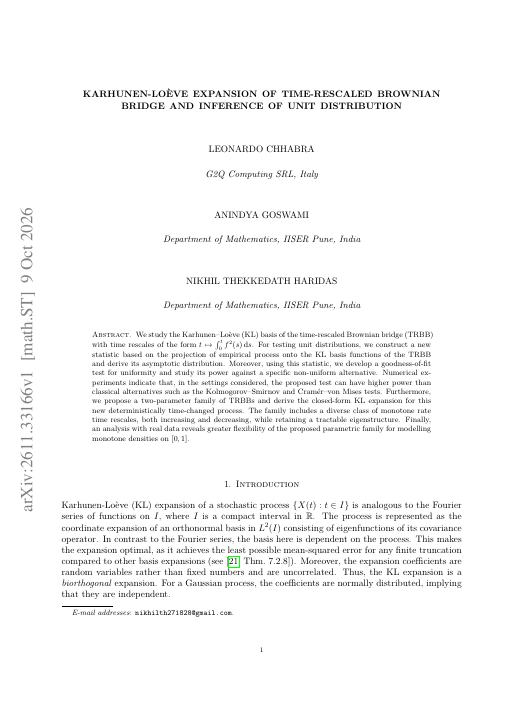 KARHUNEN-LOÈVE EXPANSION OF TIME-RESCALED BROWNIAN
BRIDGE AND INFERENCE OF UNIT DISTRIBUTION
LEONARDO CHHABRA
G2Q Computing SRL, Italy
ANINDYA GOSWAMI
Department of Mathematics, IISER Pune, India
NIKHIL THEKKEDATH HARIDAS
Department of Mathematics, IISER Pune, India
arXiv:2611.33166v1 [math.ST] 9 Oct 2026
Abstract. We study the Karhunen–Loève (KL) basis of the time-rescaled Brownian bridge (TRBB)
with time rescales of the form t ↦ ∫₀ᵗ f²(s) ds. For testing unit distributions, we construct a new
statistic based on the projection of empirical process onto the KL basis functions of the TRBB
and derive its asymptotic distribution. Moreover, using this statistic, we develop a goodness-of-fit
test for uniformity and study its power against a specific non-uniform alternative. Numerical ex-
periments indicate that, in the settings considered, the proposed test can have higher power than
classical alternatives such as the Kolmogorov–Smirnov and Cramér–von Mises tests. Furthermore,
we propose a two-parameter family of TRBBs and derive the closed-form KL expansion for this
new deterministically time-changed process. The family includes a diverse class of monotone rate
time rescales, both increasing and decreasing, while retaining a tractable eigenstructure. Finally,
an analysis with real data reveals greater flexibility of the proposed parametric family for modelling
monotone densities on [0, 1].
1. Introduction
Karhunen-Loève (KL) expansion of a stochastic process {X(t) : t ∈ I} is analogous to the Fourier
series of functions on I, where I is a compact interval in ℝ. The process is represented as the
coordinate expansion of an orthonormal basis in L²(I) consisting of eigenfunctions of its covariance
operator. In contrast to the Fourier series, the basis here is dependent on the process. This makes
the expansion optimal, as it achieves the least possible mean-squared error for any finite truncation
compared to other basis expansions (see [21, Thm. 7.2.8]). Moreover, the expansion coefficients are
random variables rather than fixed numbers and are uncorrelated. Thus, the KL expansion is a
biorthogonal expansion. For a Gaussian process, the coefficients are normally distributed, implying
that they are independent.
E-mail addresses: nikhilth271828@gmail.com.
1